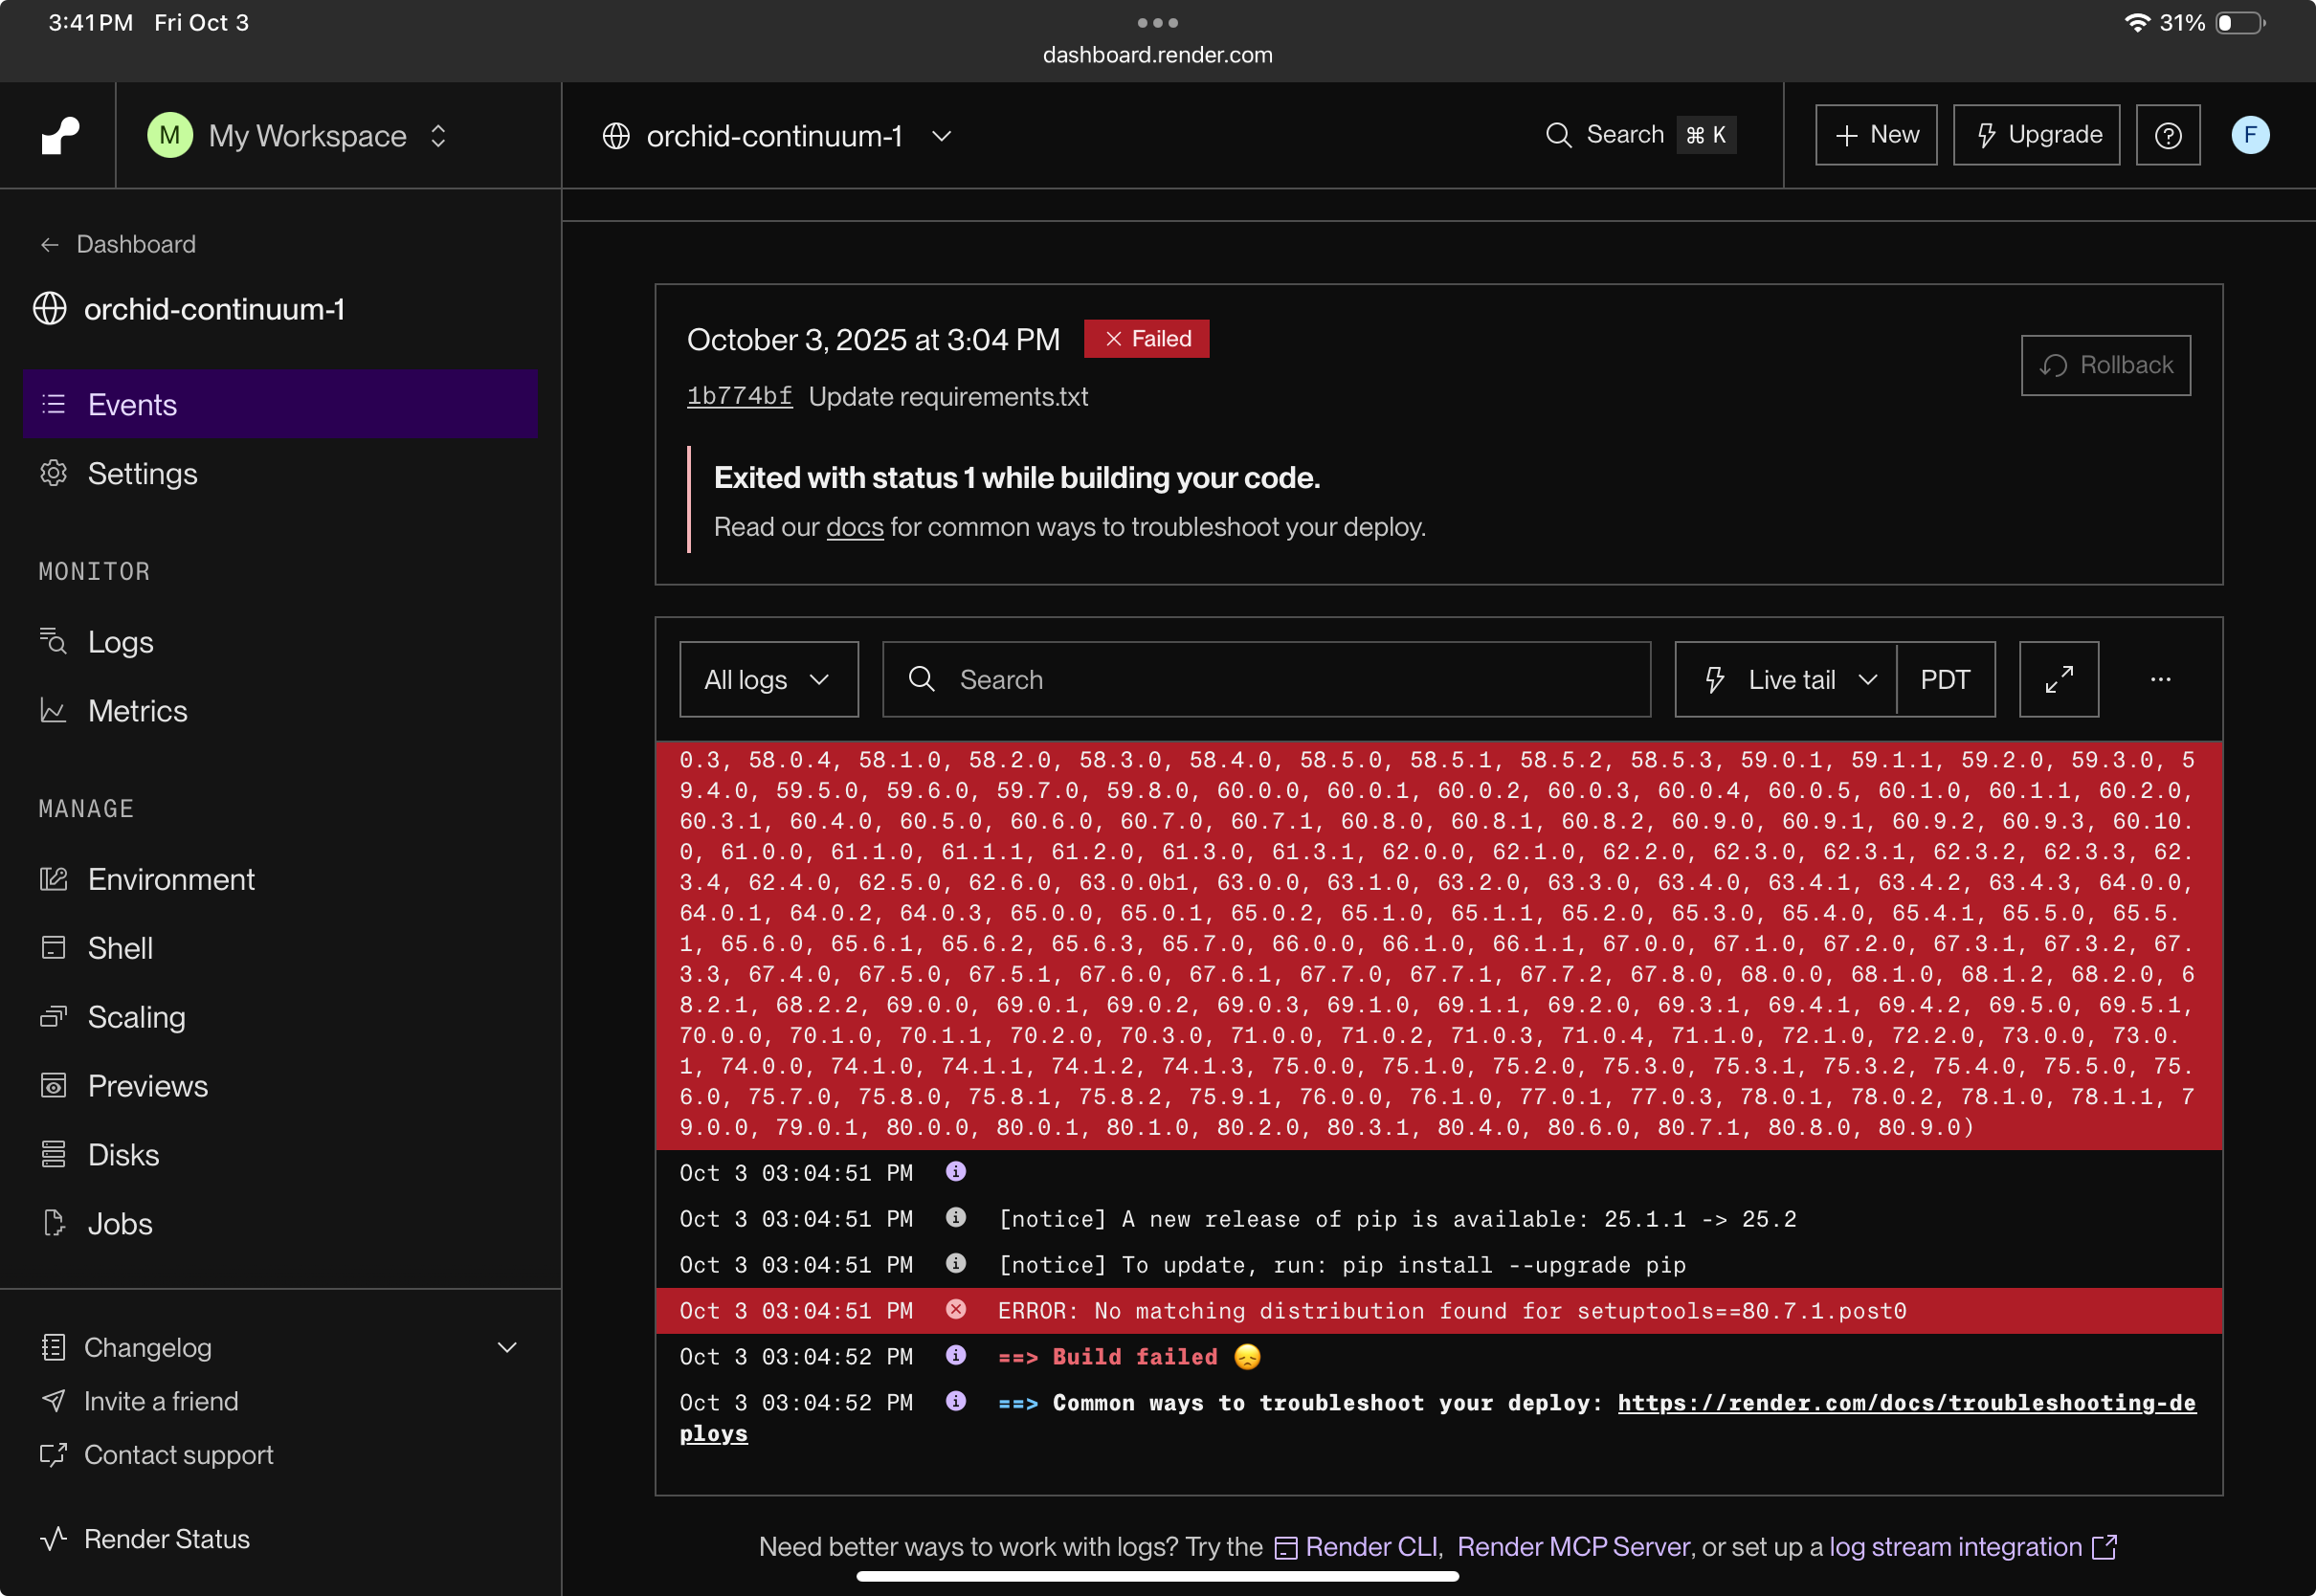 3:41PM Fri Oct 3
31%
dashboard.render.com
M My Workspace
orchid-continuum-1
Search ⌘ K
+ New
Upgrade
F
← Dashboard
orchid-continuum-1
Events
Settings
MONITOR
Logs
Metrics
MANAGE
Environment
Shell
Scaling
Previews
Disks
Jobs
Changelog
Invite a friend
Contact support
Render Status
October 3, 2025 at 3:04 PM
Failed
Rollback
1b774bf Update requirements.txt
Exited with status 1 while building your code.
Read our docs for common ways to troubleshoot your deploy.
All logs
Search
Live tail
PDT
0.3, 58.0.4, 58.1.0, 58.2.0, 58.3.0, 58.4.0, 58.5.0, 58.5.1, 58.5.2, 58.5.3, 59.0.1, 59.1.1, 59.2.0, 59.3.0, 5
9.4.0, 59.5.0, 59.6.0, 59.7.0, 59.8.0, 60.0.0, 60.0.1, 60.0.2, 60.0.3, 60.0.4, 60.0.5, 60.1.0, 60.1.1, 60.2.0,
60.3.1, 60.4.0, 60.5.0, 60.6.0, 60.7.0, 60.7.1, 60.8.0, 60.8.1, 60.8.2, 60.9.0, 60.9.1, 60.9.2, 60.9.3, 60.10.
0, 61.0.0, 61.1.0, 61.1.1, 61.2.0, 61.3.0, 61.3.1, 62.0.0, 62.1.0, 62.2.0, 62.3.0, 62.3.1, 62.3.2, 62.3.3, 62.
3.4, 62.4.0, 62.5.0, 62.6.0, 63.0.0b1, 63.0.0, 63.1.0, 63.2.0, 63.3.0, 63.4.0, 63.4.1, 63.4.2, 63.4.3, 64.0.0,
64.0.1, 64.0.2, 64.0.3, 65.0.0, 65.0.1, 65.0.2, 65.1.0, 65.1.1, 65.2.0, 65.3.0, 65.4.0, 65.4.1, 65.5.0, 65.5.
1, 65.6.0, 65.6.1, 65.6.2, 65.6.3, 65.7.0, 66.0.0, 66.1.0, 66.1.1, 67.0.0, 67.1.0, 67.2.0, 67.3.1, 67.3.2, 67.
3.3, 67.4.0, 67.5.0, 67.5.1, 67.6.0, 67.6.1, 67.7.0, 67.7.1, 67.7.2, 67.8.0, 68.0.0, 68.1.0, 68.1.2, 68.2.0, 6
8.2.1, 68.2.2, 69.0.0, 69.0.1, 69.0.2, 69.0.3, 69.1.0, 69.1.1, 69.2.0, 69.3.1, 69.4.1, 69.4.2, 69.5.0, 69.5.1,
70.0.0, 70.1.0, 70.1.1, 70.2.0, 70.3.0, 71.0.0, 71.0.2, 71.0.3, 71.0.4, 71.1.0, 72.1.0, 72.2.0, 73.0.0, 73.0.
1, 74.0.0, 74.1.0, 74.1.1, 74.1.2, 74.1.3, 75.0.0, 75.1.0, 75.2.0, 75.3.0, 75.3.1, 75.3.2, 75.4.0, 75.5.0, 75.
6.0, 75.7.0, 75.8.0, 75.8.1, 75.8.2, 75.9.1, 76.0.0, 76.1.0, 77.0.1, 77.0.3, 78.0.1, 78.0.2, 78.1.0, 78.1.1, 7
9.0.0, 79.0.1, 80.0.0, 80.0.1, 80.1.0, 80.2.0, 80.3.1, 80.4.0, 80.6.0, 80.7.1, 80.8.0, 80.9.0)
Oct 3 03:04:51 PM
Oct 3 03:04:51 PM [notice] A new release of pip is available: 25.1.1 -> 25.2
Oct 3 03:04:51 PM [notice] To update, run: pip install --upgrade pip
Oct 3 03:04:51 PM ERROR: No matching distribution found for setuptools==80.7.1.post0
Oct 3 03:04:52 PM ==> Build failed 😞
Oct 3 03:04:52 PM ==> Common ways to troubleshoot your deploy: https://render.com/docs/troubleshooting-de
ploys
Need better ways to work with logs? Try the Render CLI, Render MCP Server, or set up a log stream integration